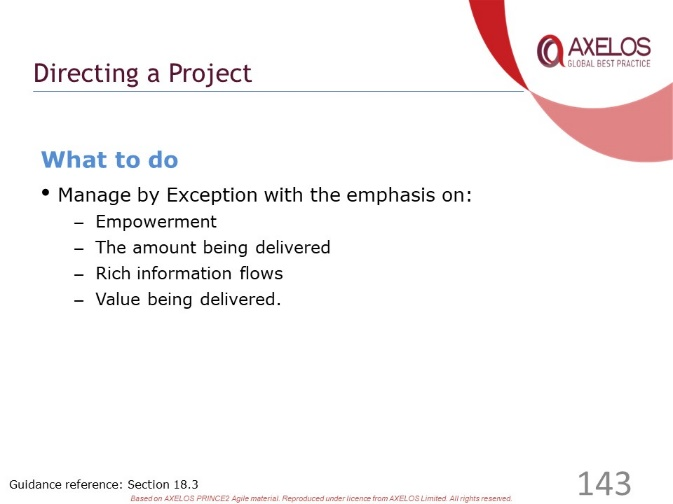 AXELOS
GLOBAL BEST PRACTICE
Directing a Project
What to do
• Manage by Exception with the emphasis on:
– Empowerment
– The amount being delivered
– Rich information flows
– Value being delivered.
Guidance reference: Section 18.3
143
Based on AXELOS PRINCE2 Agile material. Reproduced under licence from AXELOS Limited. All rights reserved.